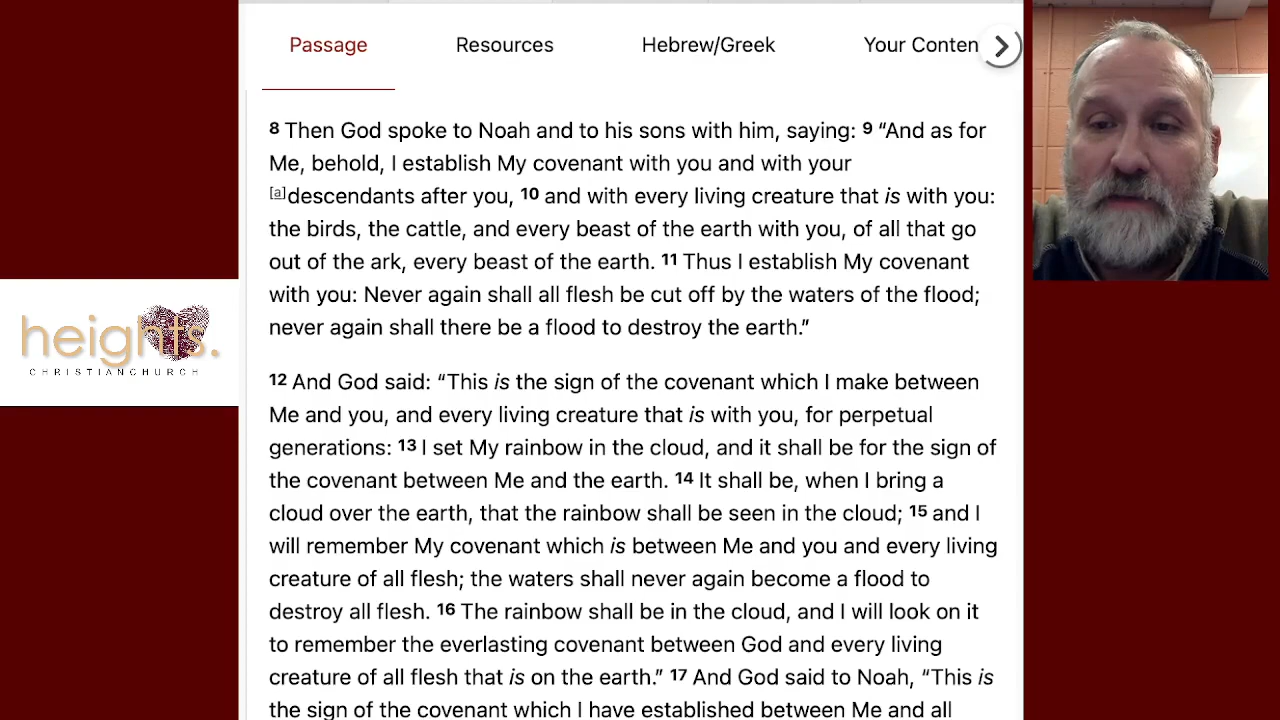 Passage
Resources
Hebrew/Greek
Your Conten
8 Then God spoke to Noah and to his sons with him, saying: 9 “And as for
Me, behold, I establish My covenant with you and with your
[a]descendants after you, 10 and with every living creature that is with you:
the birds, the cattle, and every beast of the earth with you, of all that go
out of the ark, every beast of the earth. 11 Thus I establish My covenant
with you: Never again shall all flesh be cut off by the waters of the flood;
never again shall there be a flood to destroy the earth.”
12 And God said: “This is the sign of the covenant which I make between
Me and you, and every living creature that is with you, for perpetual
generations: 13 I set My rainbow in the cloud, and it shall be for the sign of
the covenant between Me and the earth. 14 It shall be, when I bring a
cloud over the earth, that the rainbow shall be seen in the cloud; 15 and I
will remember My covenant which is between Me and you and every living
creature of all flesh; the waters shall never again become a flood to
destroy all flesh. 16 The rainbow shall be in the cloud, and I will look on it
to remember the everlasting covenant between God and every living
creature of all flesh that is on the earth.” 17 And God said to Noah, “This is
the sign of the covenant which I have established between Me and all
heights.
CHRISTIANCHURCH